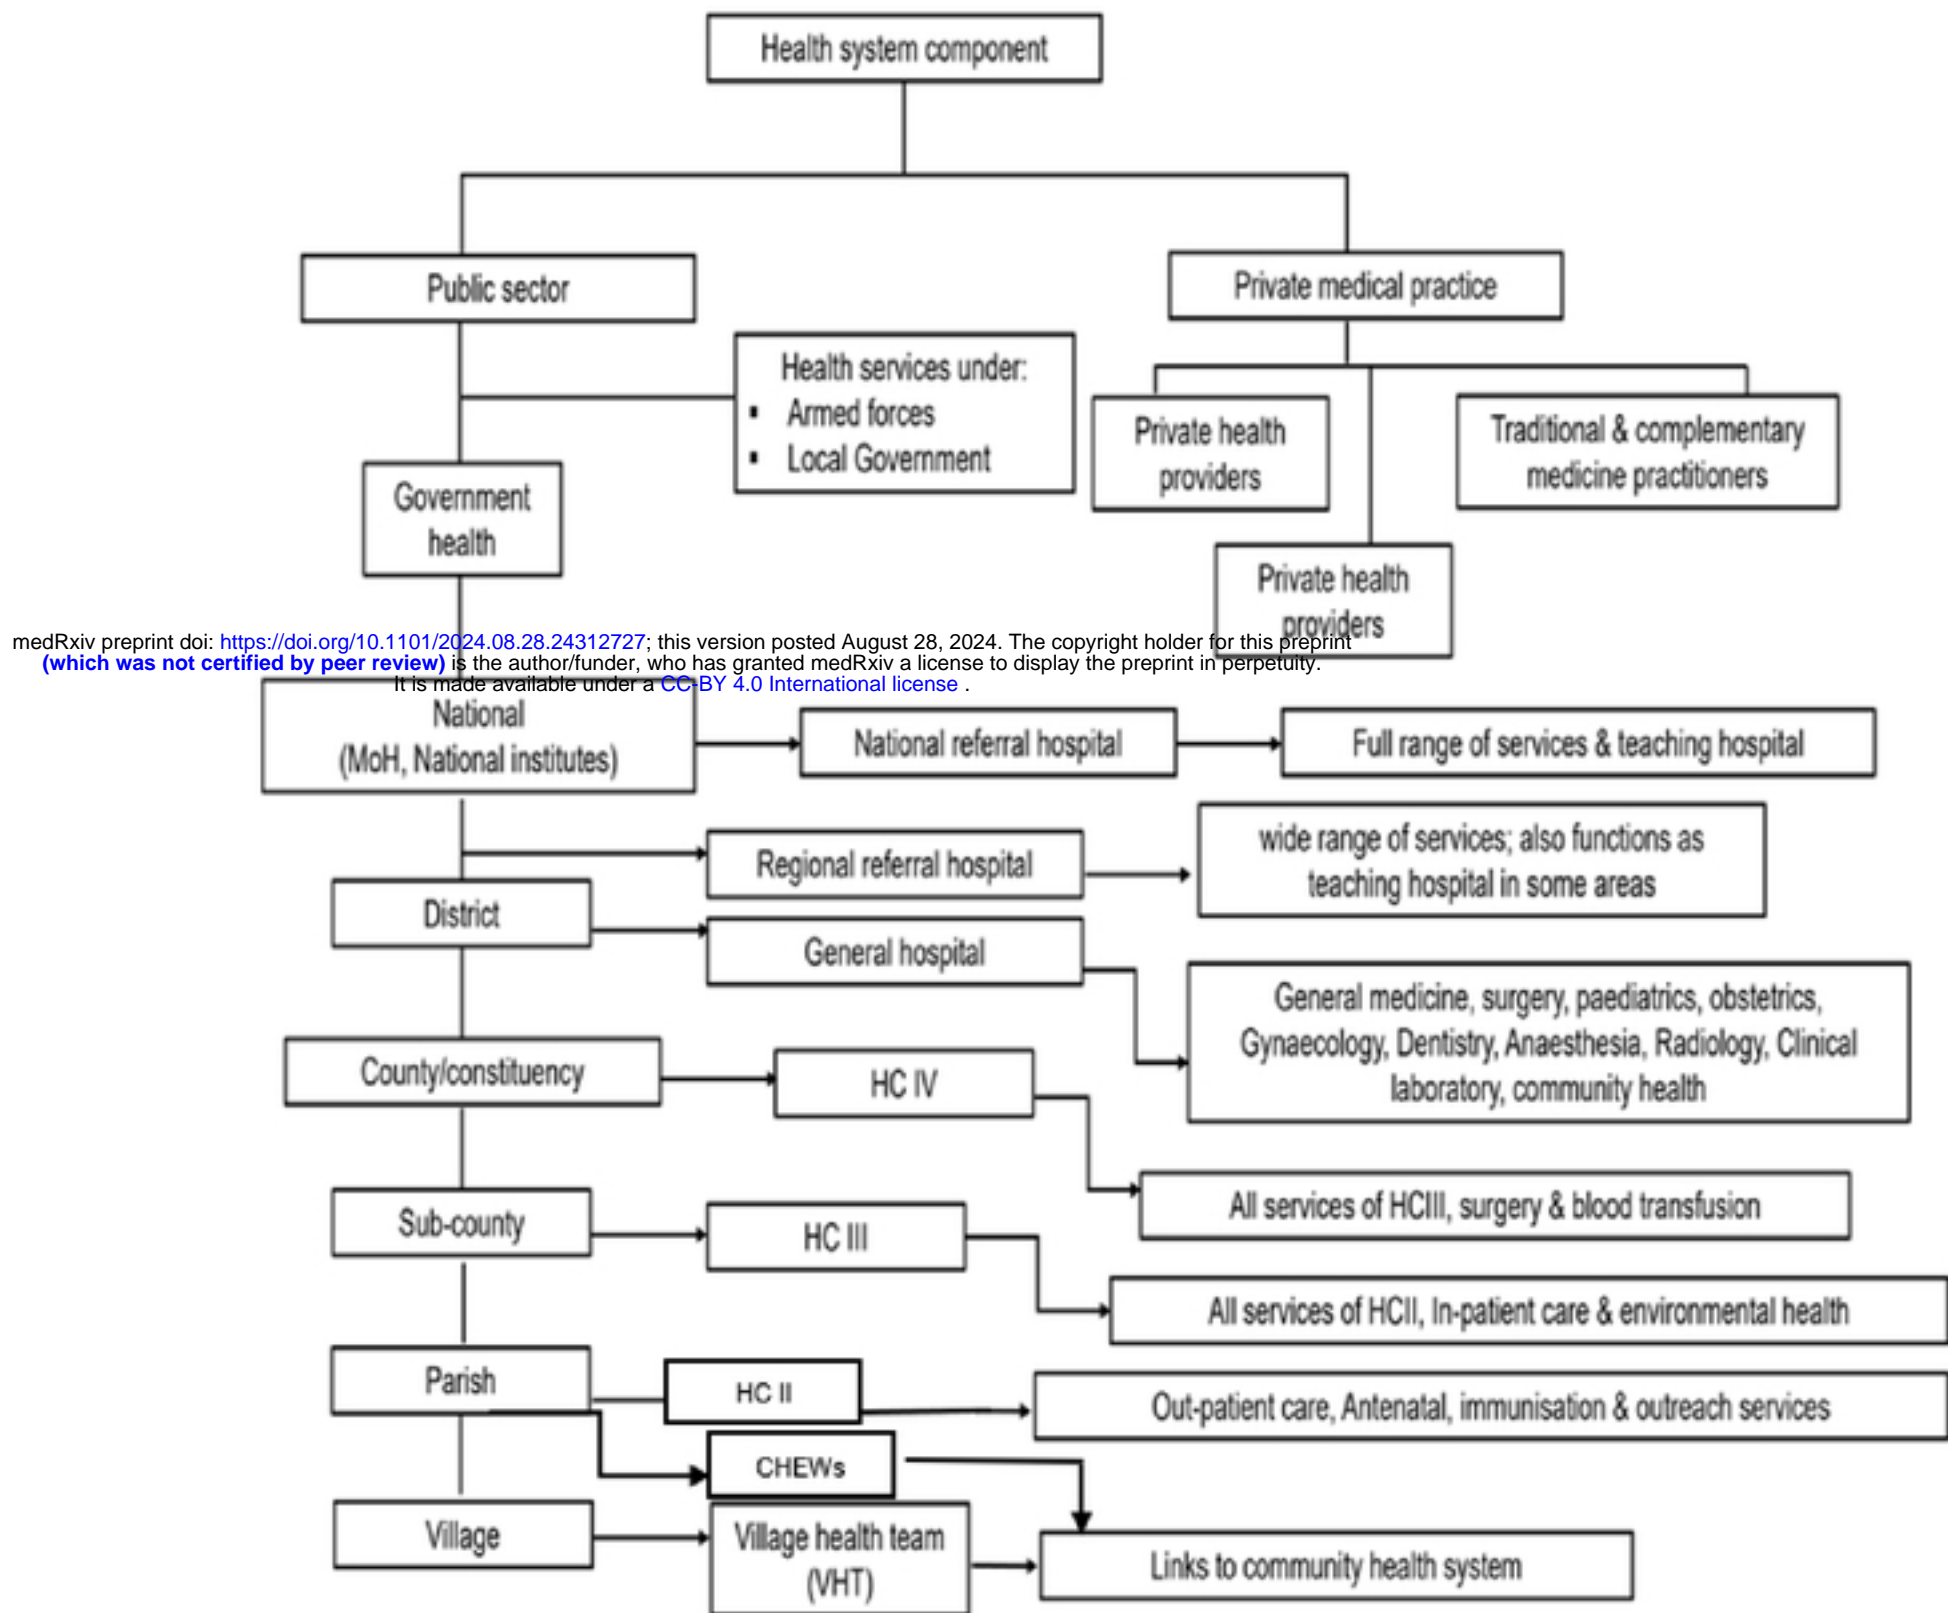 Health system component
Public sector
Private medical practice
Health services under:
▪ Armed forces
▪ Local Government
Private health
providers
Traditional & complementary
medicine practitioners
Government
health
Private health
providers
medRxiv preprint doi: https://doi.org/10.1101/2024.08.28.24312727; this version posted August 28, 2024. The copyright holder for this preprint
(which was not certified by peer review) is the author/funder, who has granted medRxiv a license to display the preprint in perpetuity.
It is made available under a CC-BY 4.0 International license .
National
(MoH, National institutes)
National referral hospital
Full range of services & teaching hospital
Regional referral hospital
wide range of services; also functions as
teaching hospital in some areas
District
General hospital
General medicine, surgery, paediatrics, obstetrics,
Gynaecology, Dentistry, Anaesthesia, Radiology, Clinical
laboratory, community health
County/constituency
HC IV
All services of HCIII, surgery & blood transfusion
Sub-county
HC III
All services of HCII, In-patient care & environmental health
Parish
HC II
Out-patient care, Antenatal, immunisation & outreach services
CHEWs
Village
Village health team
(VHT)
Links to community health system